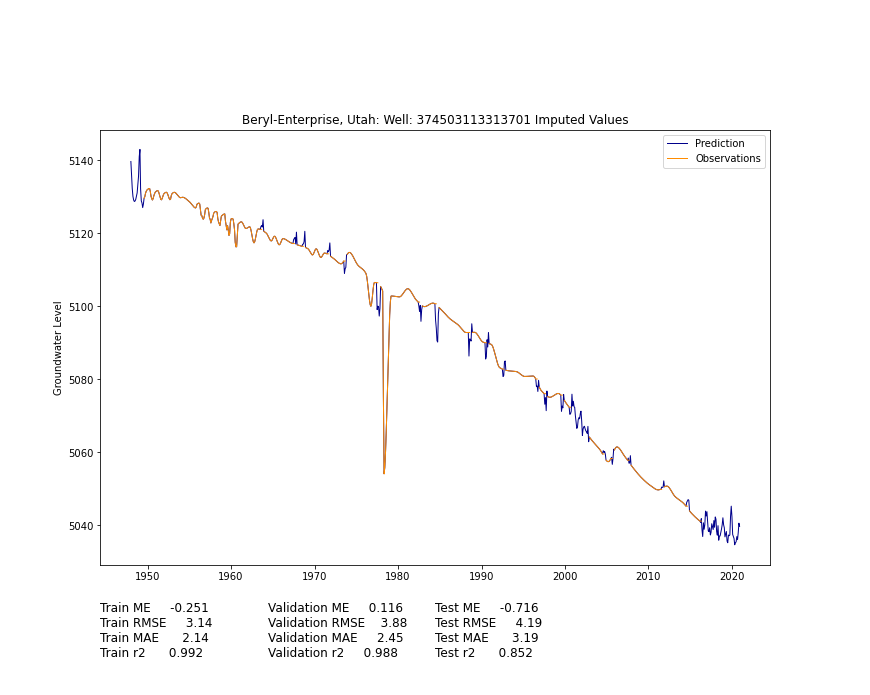 Beryl-Enterprise, Utah: Well: 374503113313701 Imputed Values
Prediction
Observations
Groundwater Level
5140
5120
5100
5080
5060
5040
1950 1960 1970 1980 1990 2000 2010 2020
Train ME -0.251 Validation ME 0.116 Test ME -0.716
Train RMSE 3.14 Validation RMSE 3.88 Test RMSE 4.19
Train MAE 2.14 Validation MAE 2.45 Test MAE 3.19
Train r2 0.992 Validation r2 0.988 Test r2 0.852